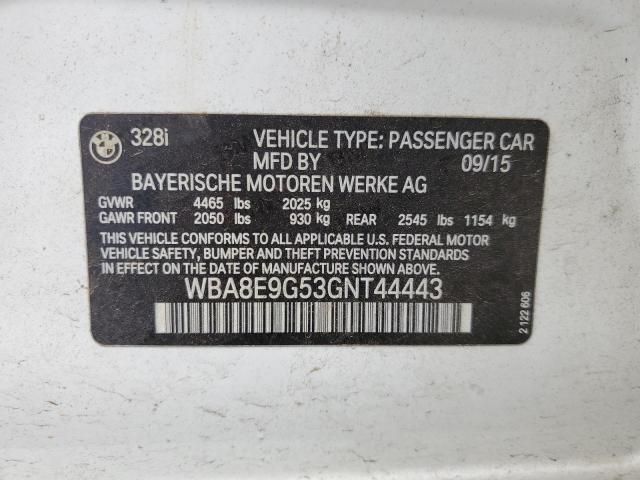 328i VEHICLE TYPE: PASSENGER CAR
MFD BY 09/15
BAYERISCHE MOTOREN WERKE AG
GVWR 4465 lbs 2025 kg
GAWR FRONT 2050 lbs 930 kg REAR 2545 lbs 1154 kg
THIS VEHICLE CONFORMS TO ALL APPLICABLE U.S. FEDERAL MOTOR
VEHICLE SAFETY, BUMPER AND THEFT PREVENTION STANDARDS
IN EFFECT ON THE DATE OF MANUFACTURE SHOWN ABOVE.
WBA8E9G53GNT44443
2 122 606